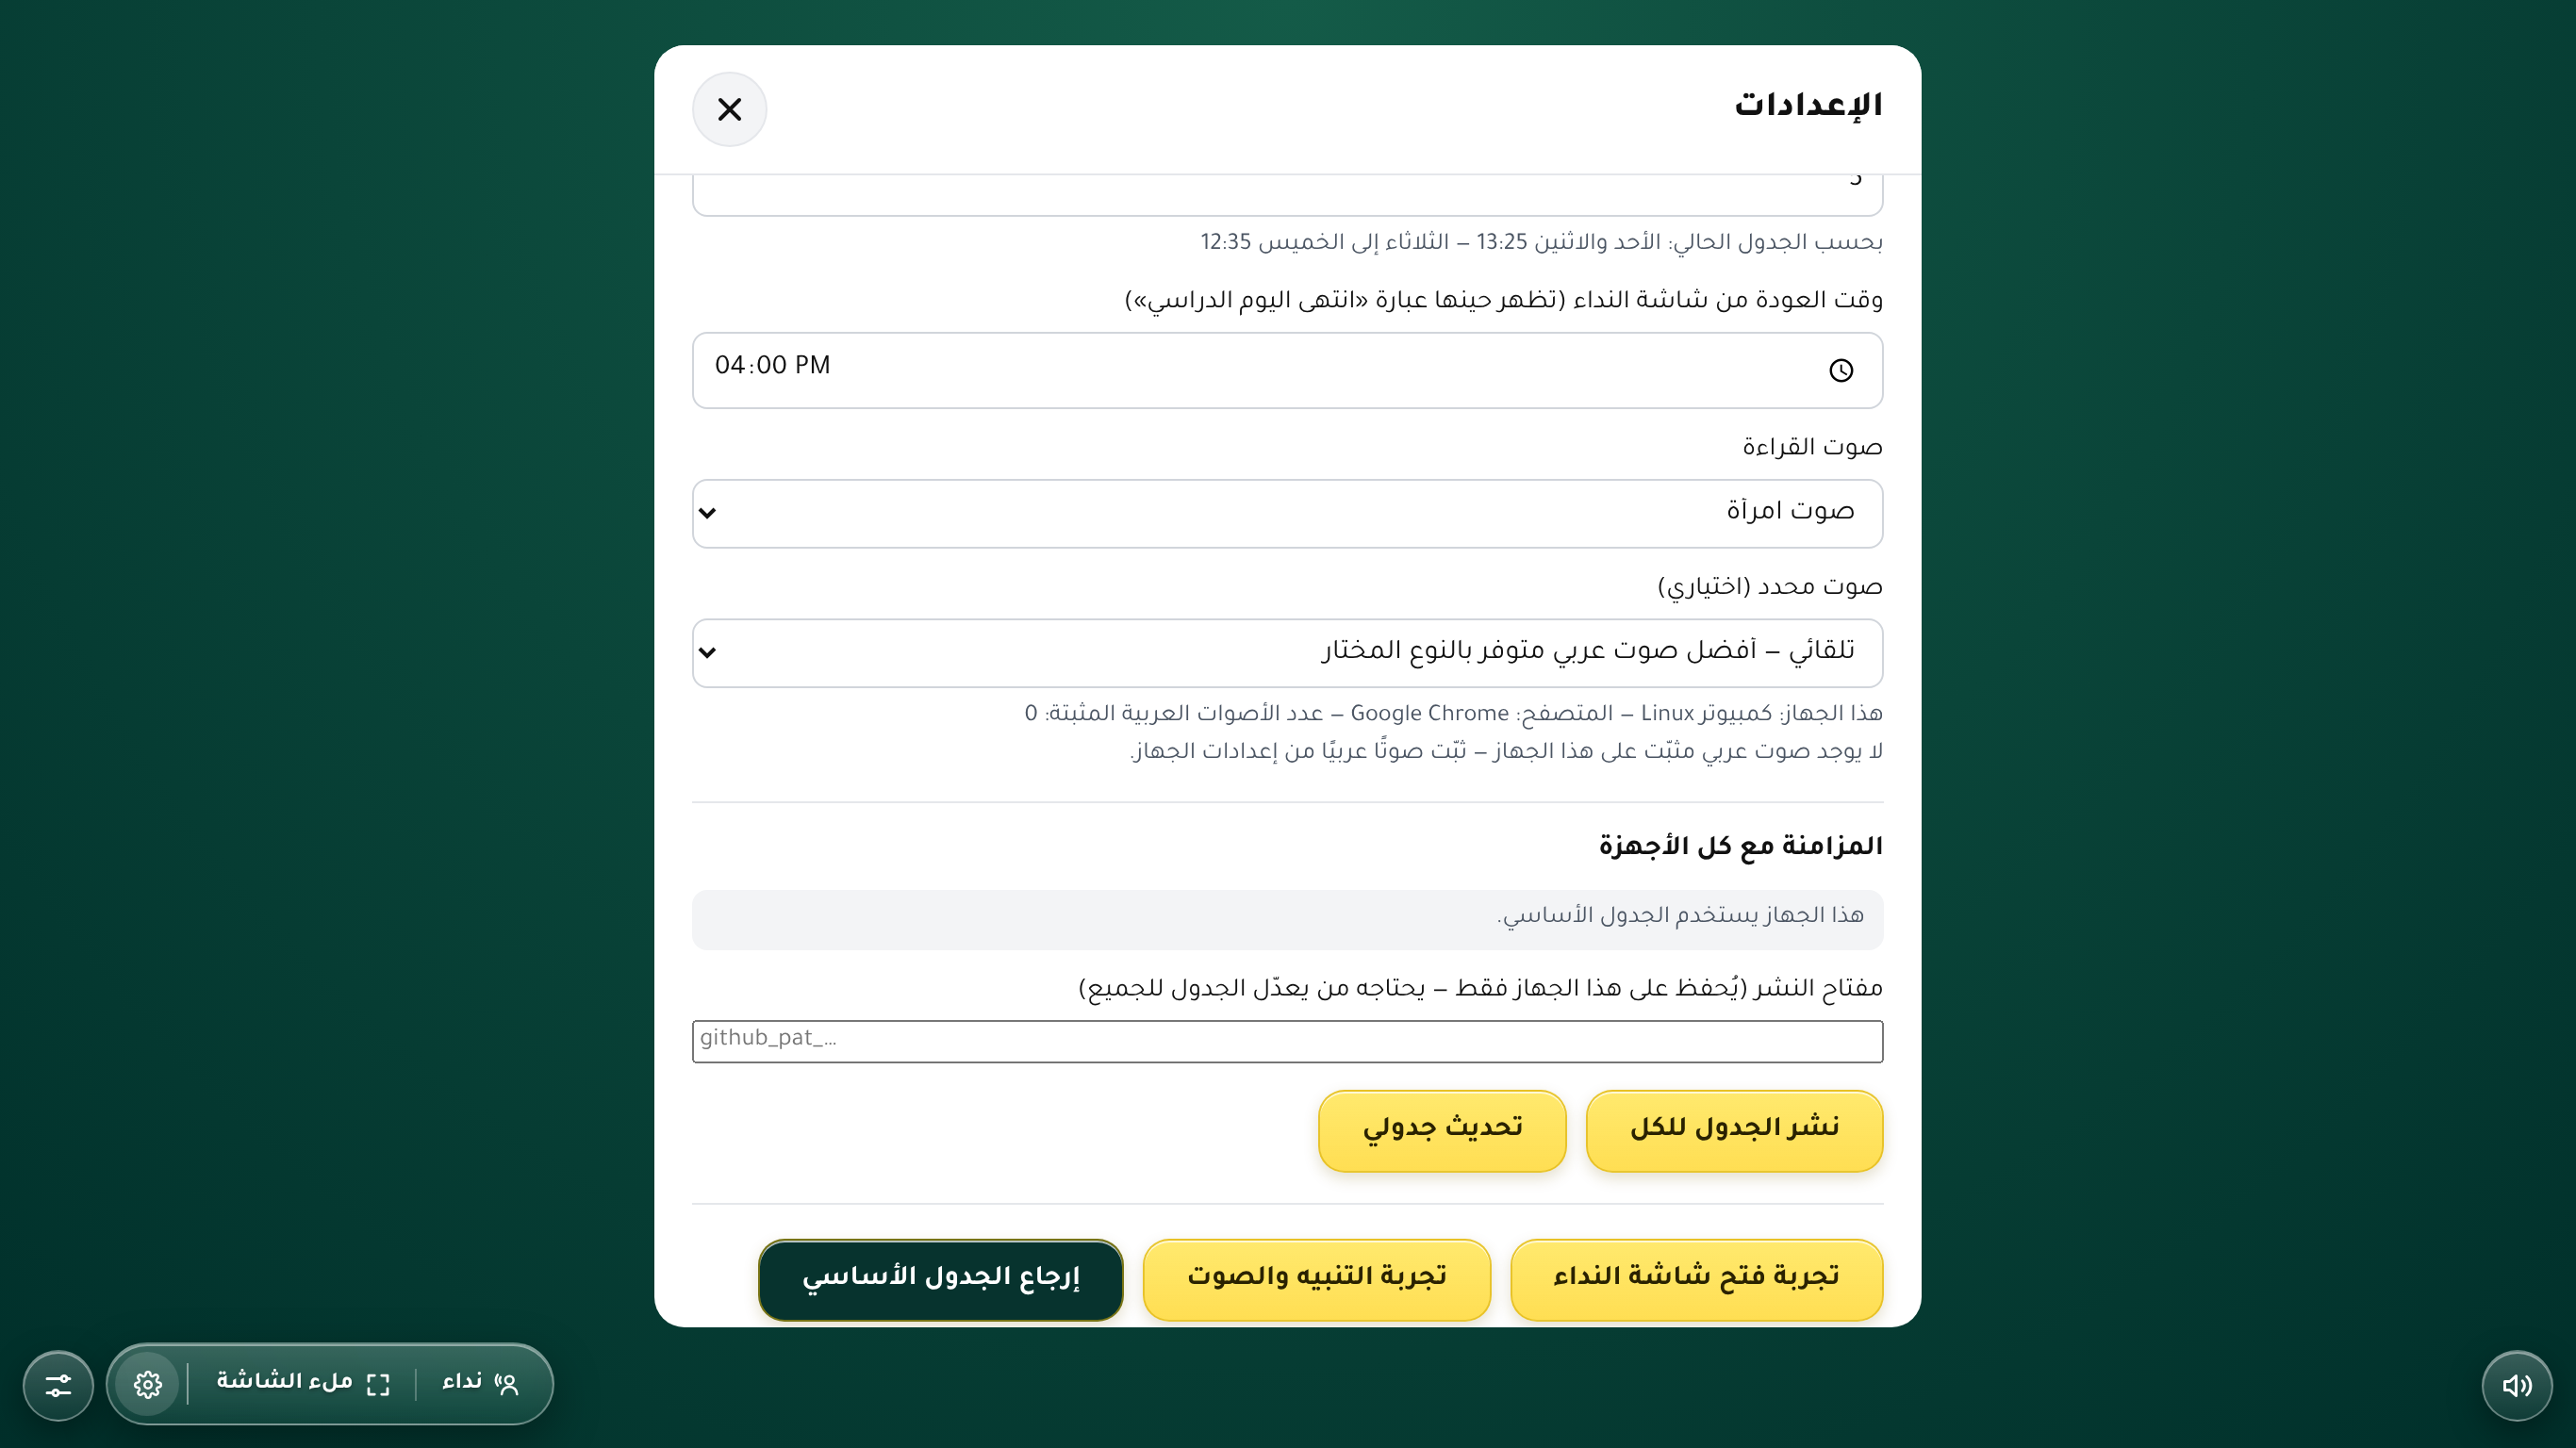 الإعدادات
بحسب الجدول الحالي: الأحد والاثنين 13:25 – الثلاثاء إلى الخميس 12:35
وقت العودة من شاشة النداء (تظهر حينها عبارة «انتهى اليوم الدراسي»)
04:00 PM
صوت القراءة
صوت امرأة
صوت محدد (اختياري)
تلقائي – أفضل صوت عربي متوفر بالنوع المختار
هذا الجهاز: كمبيوتر Linux – المتصفح: Google Chrome – عدد الأصوات العربية المثبتة: 0
لا يوجد صوت عربي مثبّت على هذا الجهاز – ثبّت صوتًا عربيًا من إعدادات الجهاز.
المزامنة مع كل الأجهزة
هذا الجهاز يستخدم الجدول الأساسي.
مفتاح النشر (يُحفظ على هذا الجهاز فقط – يحتاجه من يعدّل الجدول للجميع)
github_pat_...
نشر الجدول للكل
تحديث جدولي
تجربة فتح شاشة النداء
تجربة التنبيه والصوت
إرجاع الجدول الأساسي
نداء
ملء الشاشة